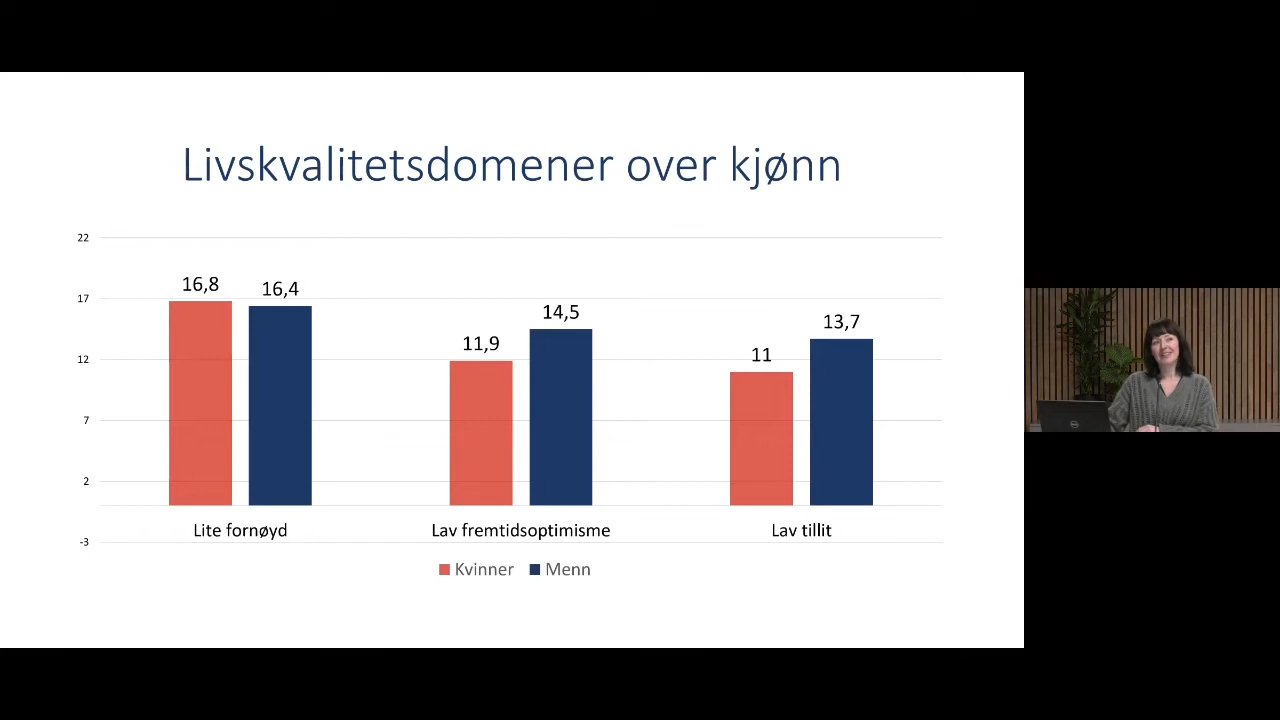 Livskvalitetsdomener over kjønn
22
17
12
7
2
-3
16,8
16,4
11,9
14,5
11
13,7
Lite fornøyd
Lav fremtidsoptimisme
Lav tillit
Kvinner
Menn